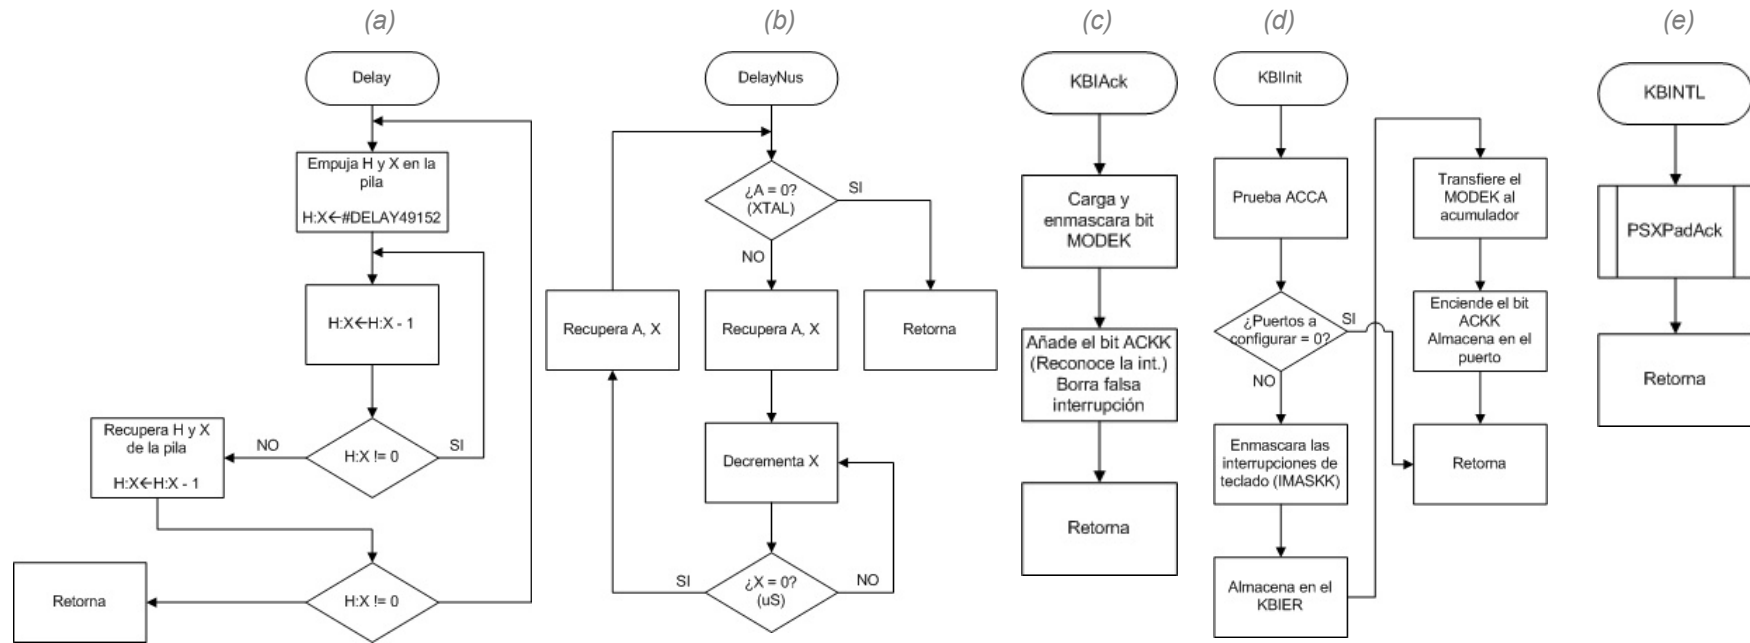 (a)
Delay
Empuja H y X en la
pila
H:X←#DELAY49152
H:X←H:X - 1
H:X != 0
NO
SI
Recupera H y X
de la pila
H:X←H:X - 1
H:X != 0
Retorna
(b)
DelayNus
¿A = 0?
(XTAL)
SI
NO
Recupera A, X
Recupera A, X
Retorna
Decrementa X
¿X = 0?
(uS)
SI
NO
(c)
KBIAck
Carga y
enmascara bit
MODEK
Añade el bit ACKK
(Reconoce la int.)
Borra falsa
interrupción
Retorna
(d)
KBIInit
Prueba ACCA
¿Puertos a
configurar = 0?
SI
NO
Enmascara las
interrupciones de
teclado (IMASKK)
Almacena en el
KBIER
Transfiere el
MODEK al
acumulador
Enciende el bit
ACKK
Almacena en el
puerto
Retorna
(e)
KBINTL
PSXPadAck
Retorna